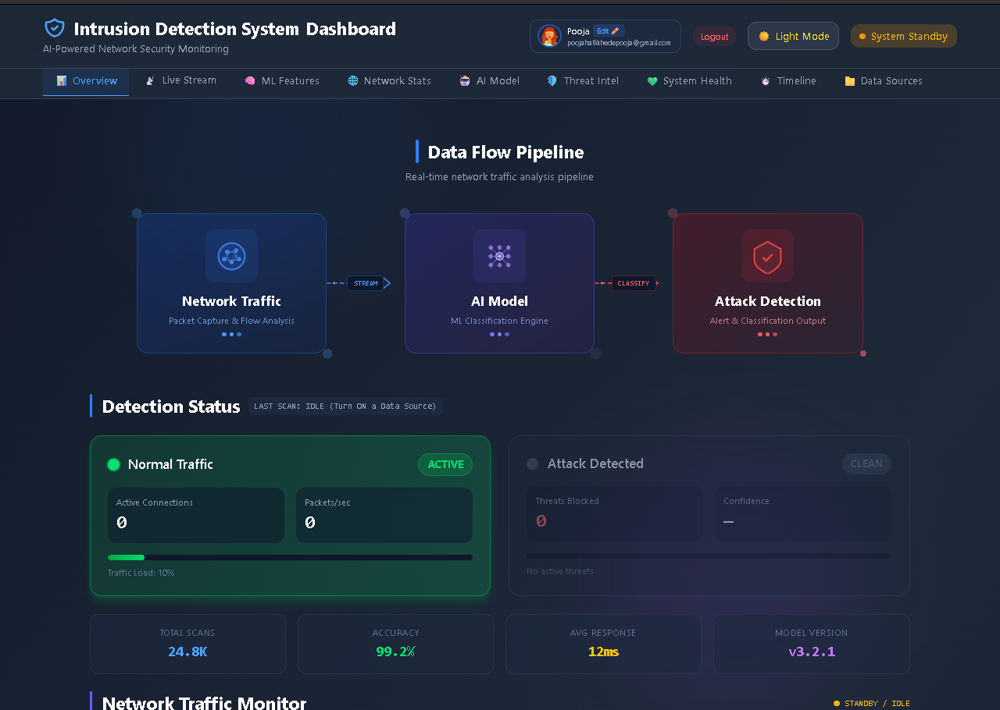 Intrusion Detection System Dashboard
AI-Powered Network Security Monitoring
Pooja Edit
poojahallikhedepooja@gmail.com
Logout
Light Mode
System Standby
Overview
Live Stream
ML Features
Network Stats
AI Model
Threat Intel
System Health
Timeline
Data Sources
Data Flow Pipeline
Real-time network traffic analysis pipeline
Network Traffic
Packet Capture & Flow Analysis
STREAM
AI Model
ML Classification Engine
CLASSIFY
Attack Detection
Alert & Classification Output
Detection Status
LAST SCAN: IDLE (Turn ON a Data Source)
Normal Traffic
ACTIVE
Active Connections
0
Packets/sec
0
Traffic Load: 10%
Attack Detected
CLEAN
Threats Blocked
0
Confidence
—
No active threats
TOTAL SCANS
24.8K
ACCURACY
99.2%
AVG RESPONSE
12ms
MODEL VERSION
v3.2.1
Network Traffic Monitor
STANDBY / IDLE